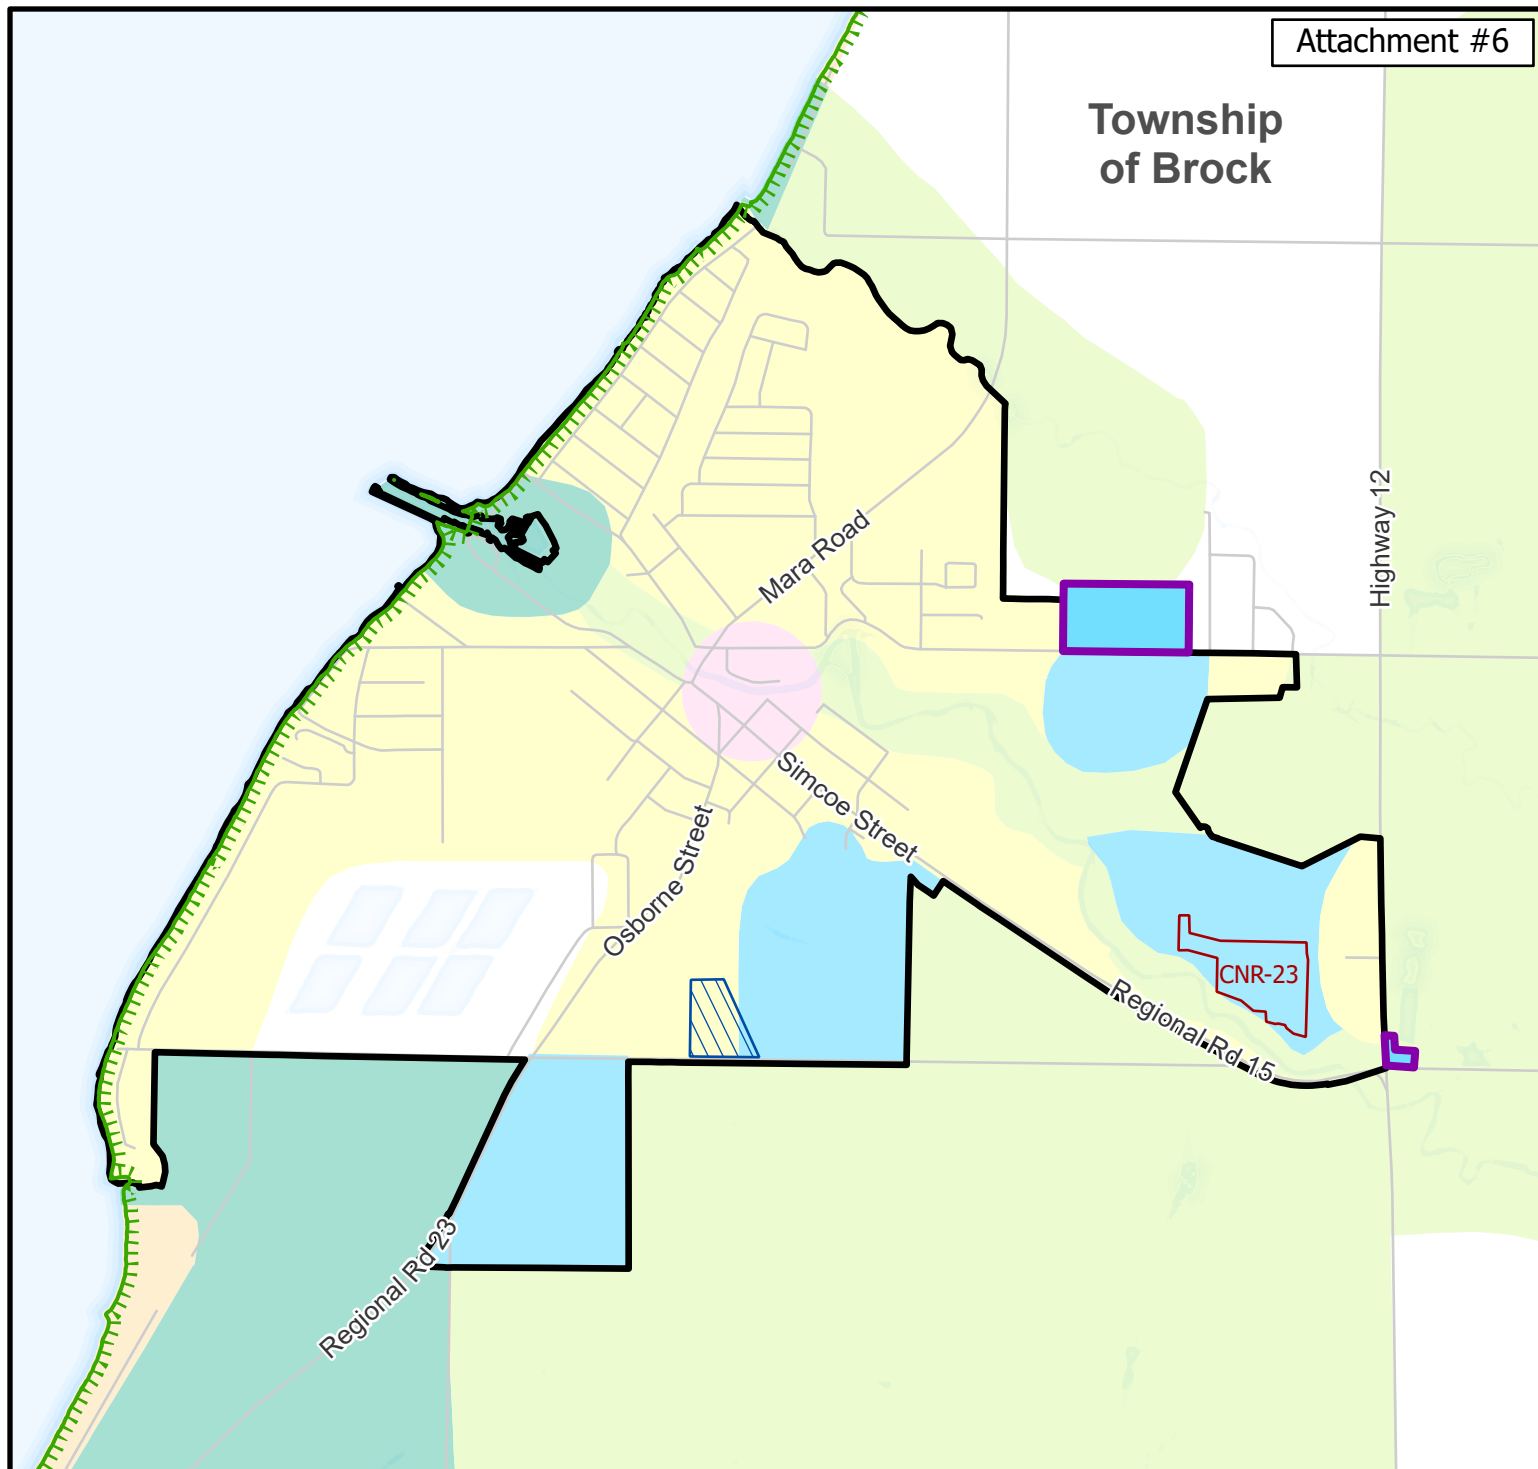 Attachment #6
Township
of Brock
Highway 12
Mara Road
Simcoe Street
Osborne Street
CNR-23
Regional Rd 15
Regional Rd 23